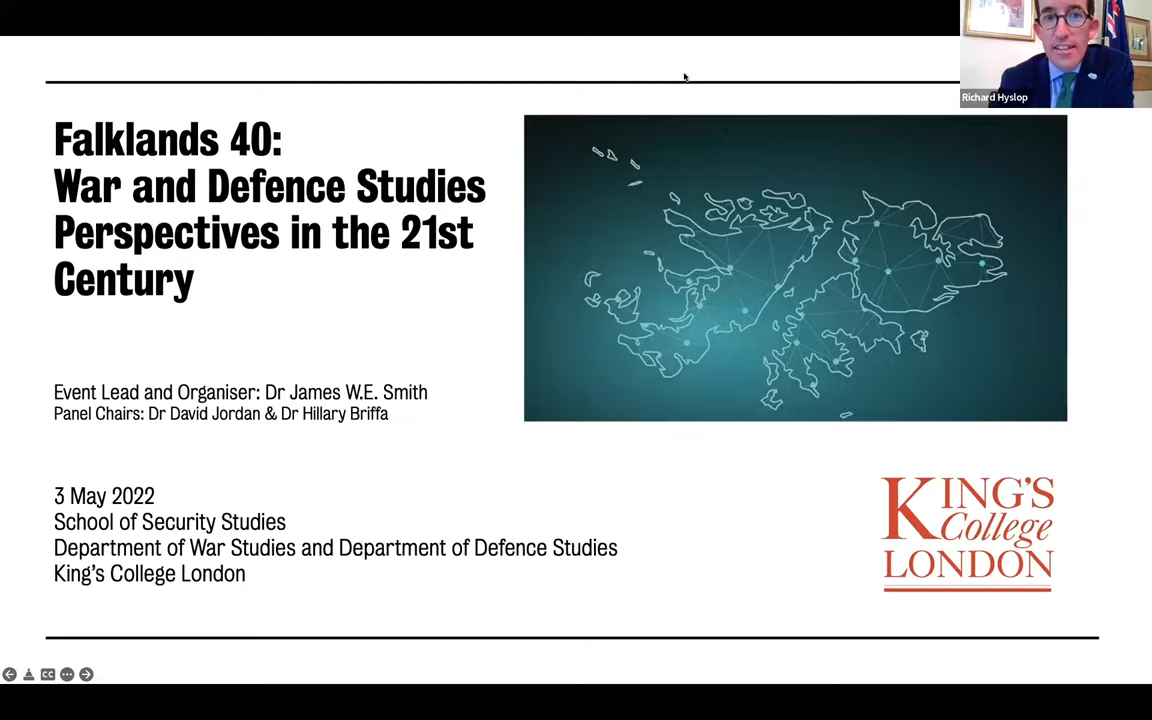 Richard Hyslop
Falklands 40:
War and Defence Studies
Perspectives in the 21st
Century
Event Lead and Organiser: Dr James W.E. Smith
Panel Chairs: Dr David Jordan & Dr Hillary Briffa
3 May 2022
School of Security Studies
Department of War Studies and Department of Defence Studies
King's College London
KING'S
College
LONDON
CC